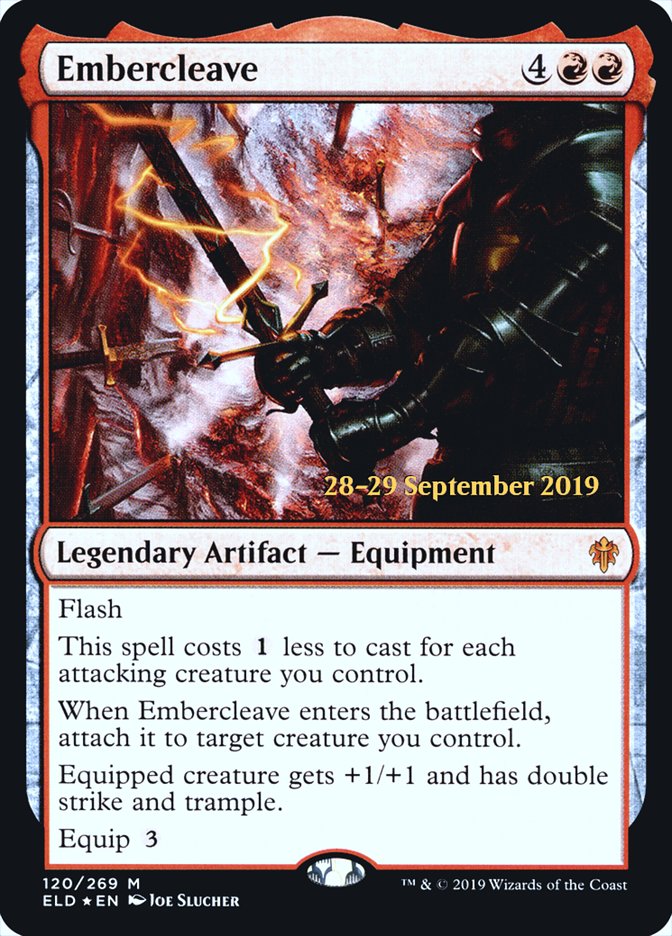 Embercleave 4
28-29 September 2019
Legendary Artifact — Equipment
Flash
This spell costs 1 less to cast for each
attacking creature you control.
When Embercleave enters the battlefield,
attach it to target creature you control.
Equipped creature gets +1/+1 and has double
strike and trample.
Equip 3
120/269 M
™ & © 2019 Wizards of the Coast
ELD ★ EN Joe Slucher